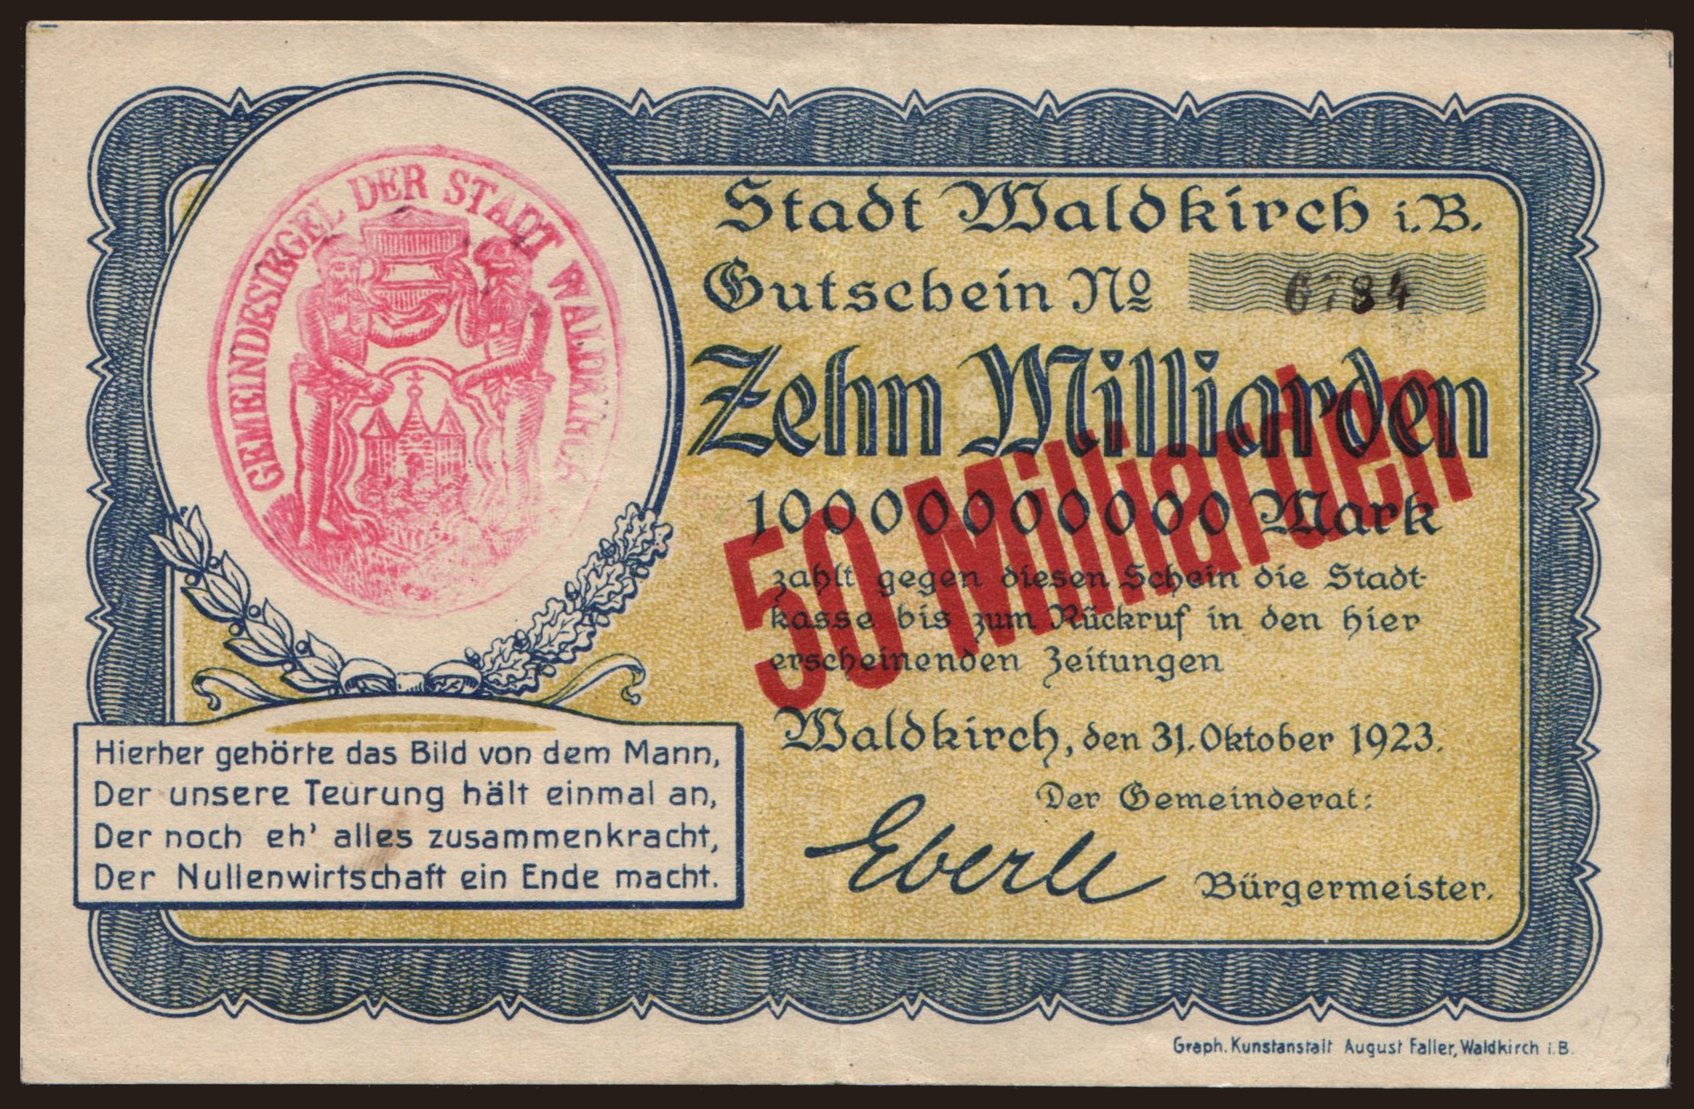 GEMEINDESIEGEL DER STADT WALDKIRCH
Stadt Waldkirch i.B.
Gutschein No 6784
Zehn Milliarden
10000000000 Mark
50 Milliarden
zahlt gegen diesen Schein die Stadt-
kasse bis zum Rückruf in den hier
erscheinenden Zeitungen
Waldkirch, den 31. Oktober 1923.
Der Gemeinderat:
Eberle Bürgermeister.
Hierher gehörte das Bild von dem Mann,
Der unsere Teurung hält einmal an,
Der noch eh' alles zusammenkracht,
Der Nullenwirtschaft ein Ende macht.
Graph. Kunstanstalt August Faller, Waldkirch i.B.